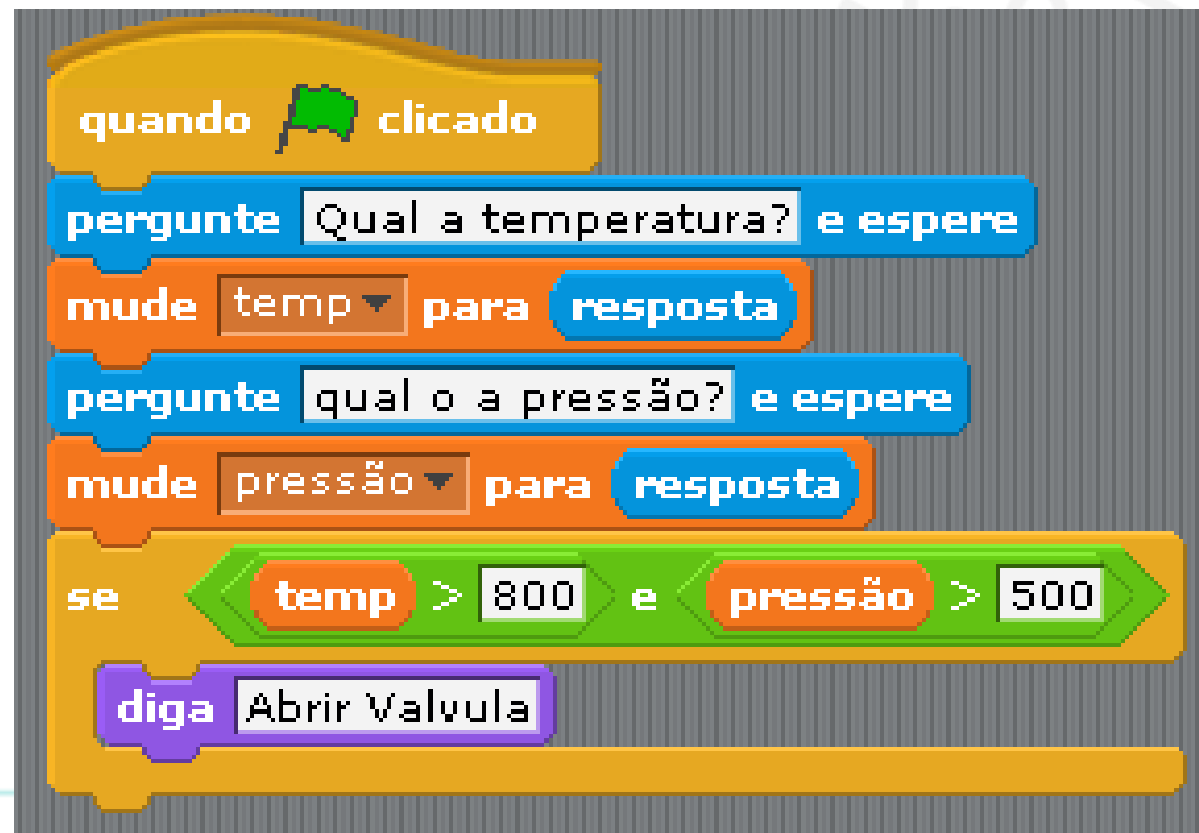 quando clicado
pergunte Qual a temperatura? e espere
mude temp para resposta
pergunte qual o a pressão? e espere
mude pressão para resposta
se temp > 800 e pressão > 500
diga Abrir Valvula